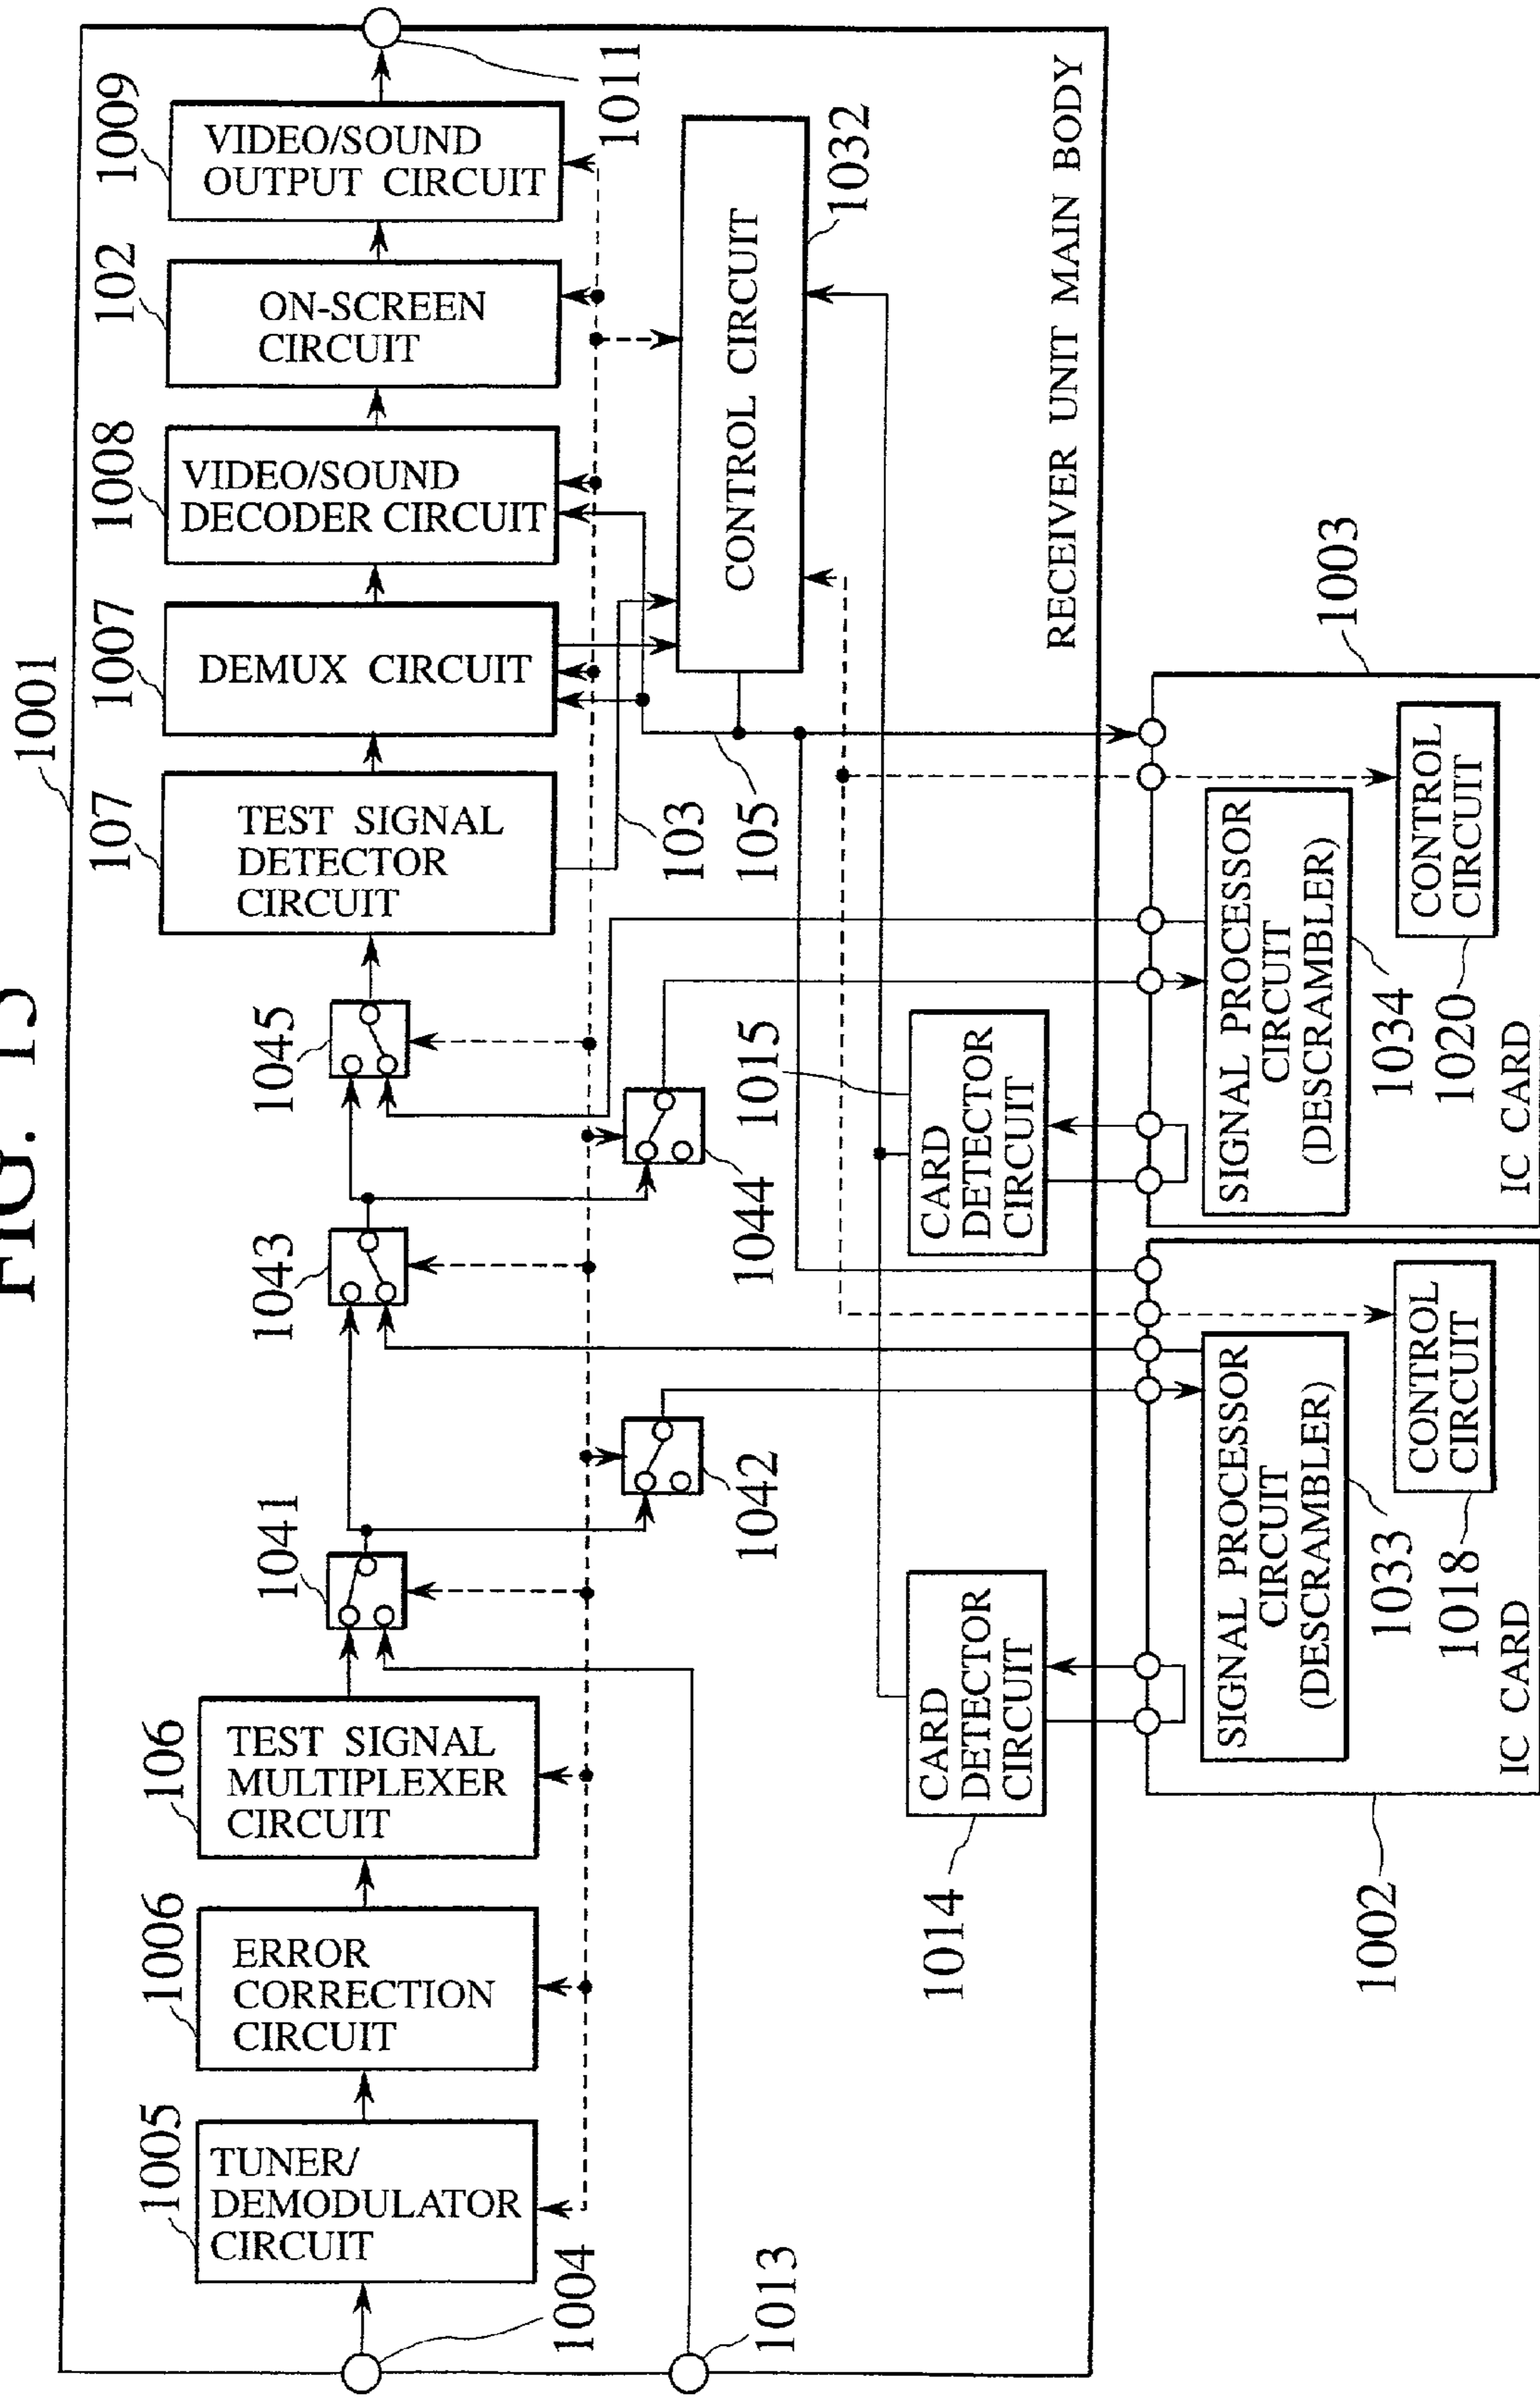 FIG.
1001
1005
1006
106
1041
1043
1045
107
1007
1008
102
1009
TUNER/
DEMODULATOR
CIRCUIT
ERROR
CORRECTION
CIRCUIT
TEST SIGNAL
MULTIPLEXER
CIRCUIT
TEST SIGNAL
DETECTOR
CIRCUIT
DEMUX CIRCUIT
VIDEO/SOUND
DECODER CIRCUIT
ON-SCREEN
CIRCUIT
VIDEO/SOUND
OUTPUT CIRCUIT
1004
1011
1013
1042
1044
1015
103
105
CONTROL CIRCUIT
1032
1014
CARD
DETECTOR
CIRCUIT
CARD
DETECTOR
CIRCUIT
RECEIVER UNIT MAIN BODY
1002
SIGNAL PROCESSOR
CIRCUIT
(DESCRAMBLER)
1033
CONTROL
CIRCUIT
1018
IC CARD
SIGNAL PROCESSOR
CIRCUIT
(DESCRAMBLER)
1034
CONTROL
CIRCUIT
1020
IC CARD
1003